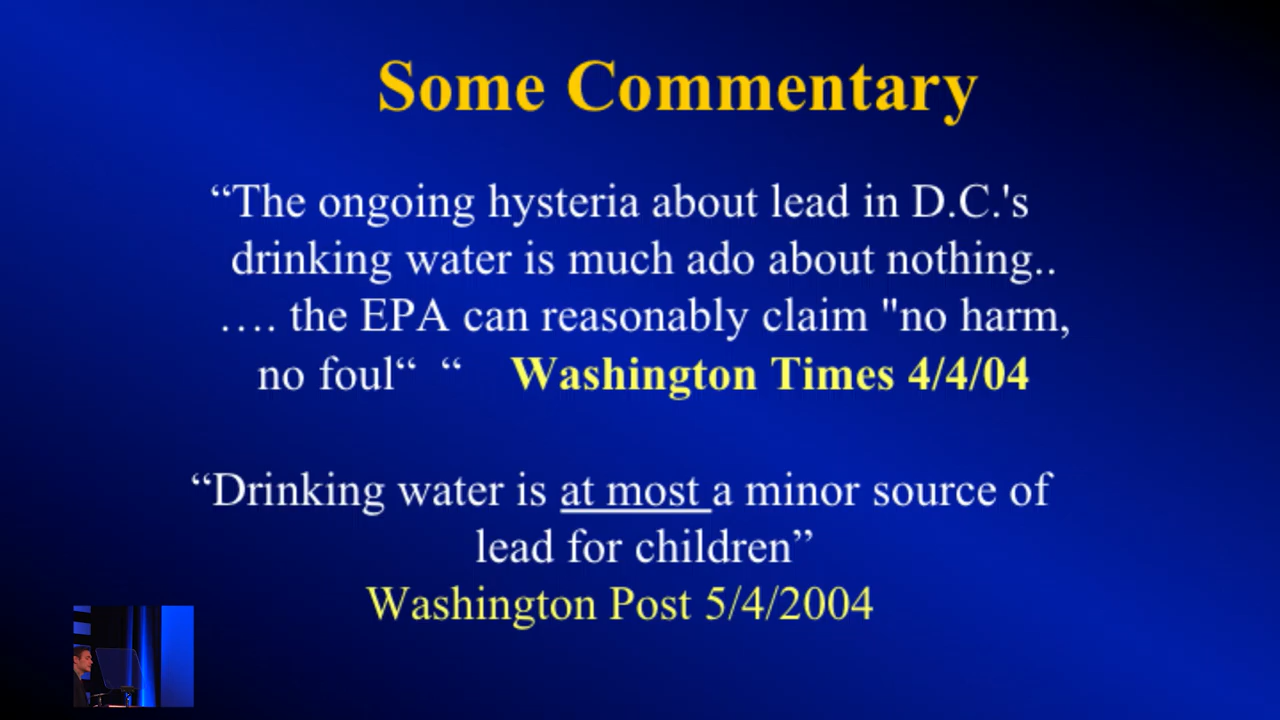 Some Commentary
“The ongoing hysteria about lead in D.C.'s
drinking water is much ado about nothing..
…. the EPA can reasonably claim "no harm,
no foul“ “ Washington Times 4/4/04
“Drinking water is at most a minor source of
lead for children”
Washington Post 5/4/2004